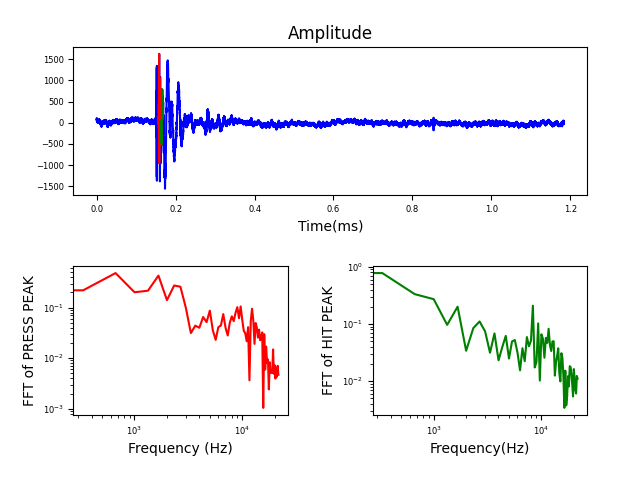 Amplitude
1500
1000
500
0
−500
−1000
−1500
0.0 0.2 0.4 0.6 0.8 1.0 1.2
Time(ms)
FFT of PRESS PEAK
10⁻¹
10⁻²
10⁻³
10³ 10⁴
Frequency (Hz)
FFT of HIT PEAK
10⁰
10⁻¹
10⁻²
10³ 10⁴
Frequency(Hz)